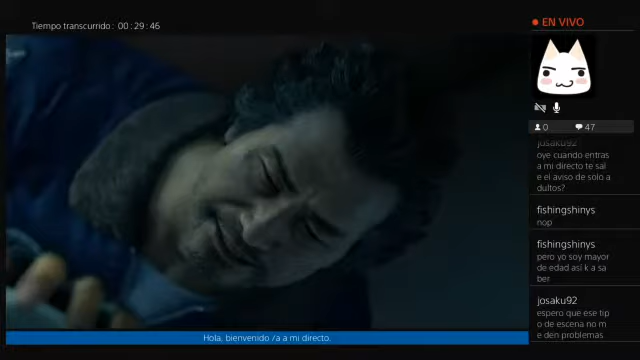 Tiempo transcurrido: 00:29:46
EN VIVO
0 47
josaku92
oye cuando entras
a mi directo te sal
e el aviso de solo a
dultos?
fishingshinys
nop
fishingshinys
pero yo soy mayor
de edad así k a sa
ber
josaku92
espero que ese tip
o de escena no m
e den problemas
Hola, bienvenido /a a mi directo.